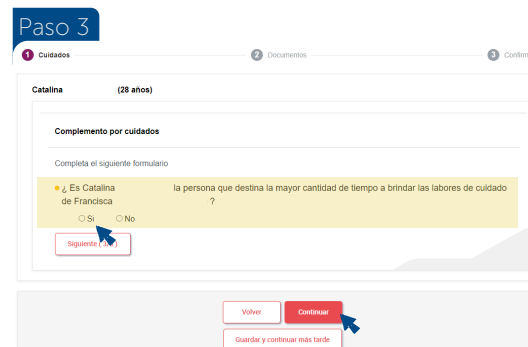 Paso 3
1 Cuidados 2 Documentos 3 Confirm
Catalina (28 años)
Complemento por cuidados
Completa el siguiente formulario
¿ Es Catalina la persona que destina la mayor cantidad de tiempo a brindar las labores de cuidado
de Francisca ?
Si No
Siguiente (
Volver Continuar
Guardar y continuar más tarde